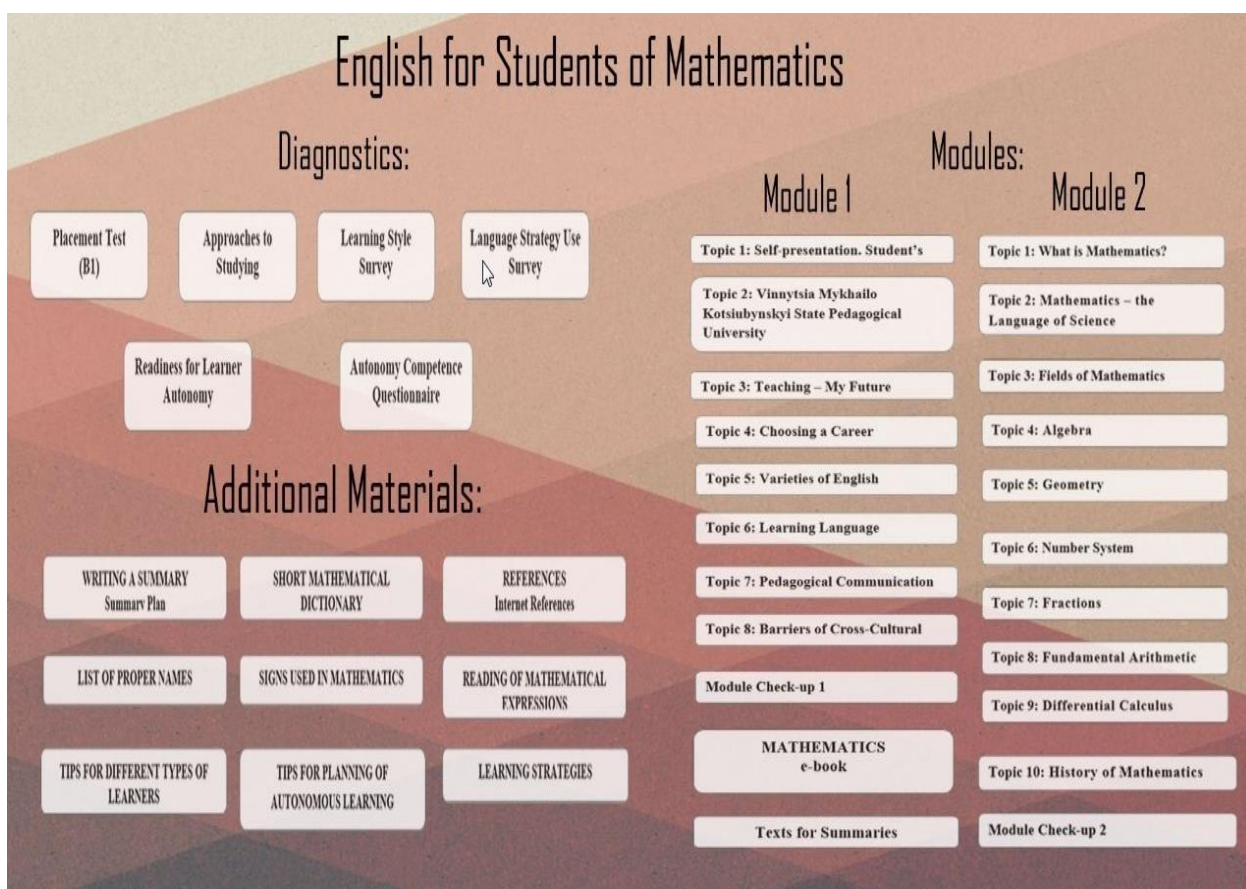 English for Students of Mathematics
Diagnostics:
Placement Test
(B1)
Approaches to
Studying
Learning Style
Survey
Language Strategy Use
Survey
Readiness for Learner
Autonomy
Autonomy Competence
Questionnaire
Additional Materials:
WRITING A SUMMARY
Summary Plan
SHORT MATHEMATICAL
DICTIONARY
REFERENCES
Internet References
LIST OF PROPER NAMES
SIGNS USED IN MATHEMATICS
READING OF MATHEMATICAL
EXPRESSIONS
TIPS FOR DIFFERENT TYPES OF
LEARNERS
TIPS FOR PLANNING OF
AUTONOMOUS LEARNING
LEARNING STRATEGIES
Modules:
Module 1
Topic 1: Self-presentation. Student's
Topic 2: Vinnytsia Mykhailo
Kotsiubynskyi State Pedagogical
University
Topic 3: Teaching – My Future
Topic 4: Choosing a Career
Topic 5: Varieties of English
Topic 6: Learning Language
Topic 7: Pedagogical Communication
Topic 8: Barriers of Cross-Cultural
Module Check-up 1
MATHEMATICS
e-book
Texts for Summaries
Module 2
Topic 1: What is Mathematics?
Topic 2: Mathematics – the
Language of Science
Topic 3: Fields of Mathematics
Topic 4: Algebra
Topic 5: Geometry
Topic 6: Number System
Topic 7: Fractions
Topic 8: Fundamental Arithmetic
Topic 9: Differential Calculus
Topic 10: History of Mathematics
Module Check-up 2